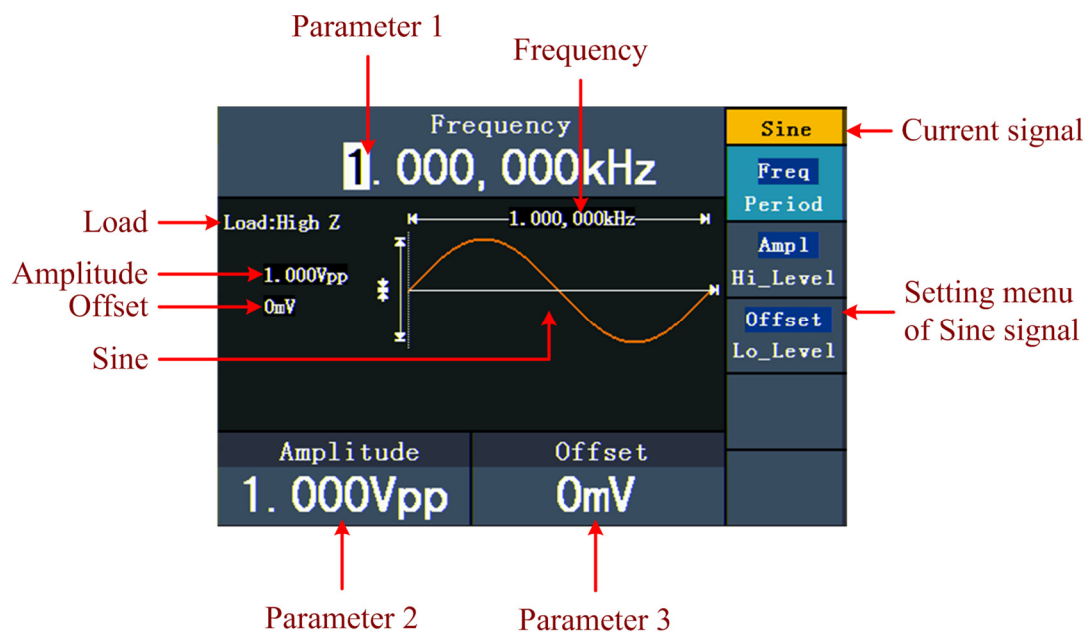 Parameter 1
Frequency
Frequency
1. 000, 000kHz
Sine
Current signal
Freq
Period
Load
Load:High Z
1. 000, 000kHz
Amplitude
1. 000Vpp
Ampl
Hi_Level
Offset
0mV
Offset
Lo_Level
Setting menu
of Sine signal
Sine
Amplitude
Offset
1. 000Vpp
0mV
Parameter 2
Parameter 3